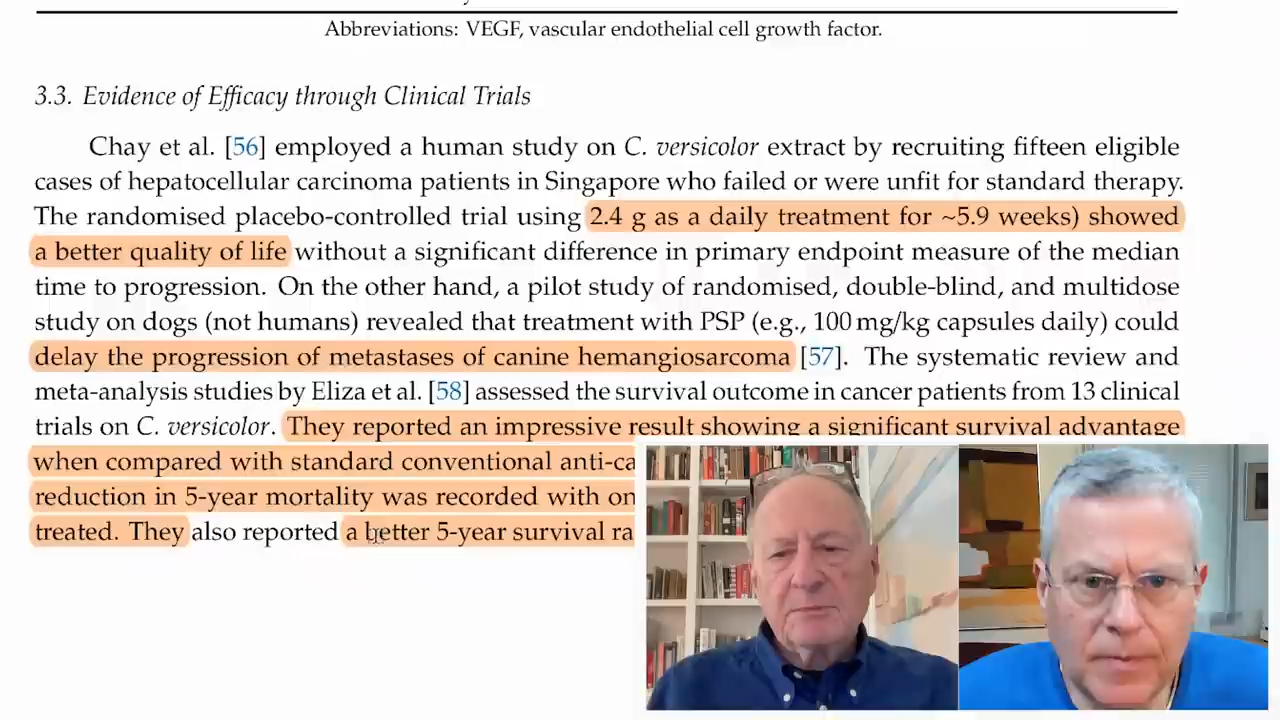 Abbreviations: VEGF, vascular endothelial cell growth factor.
3.3. Evidence of Efficacy through Clinical Trials
Chay et al. [56] employed a human study on C. versicolor extract by recruiting fifteen eligible
cases of hepatocellular carcinoma patients in Singapore who failed or were unfit for standard therapy.
The randomised placebo-controlled trial using 2.4 g as a daily treatment for ~5.9 weeks) showed
a better quality of life without a significant difference in primary endpoint measure of the median
time to progression. On the other hand, a pilot study of randomised, double-blind, and multidose
study on dogs (not humans) revealed that treatment with PSP (e.g., 100 mg/kg capsules daily) could
delay the progression of metastases of canine hemangiosarcoma [57]. The systematic review and
meta-analysis studies by Eliza et al. [58] assessed the survival outcome in cancer patients from 13 clinical
trials on C. versicolor. They reported an impressive result showing a significant survival advantage
when compared with standard conventional anti-ca
reduction in 5-year mortality was recorded with on
treated. They also reported a better 5-year survival ra